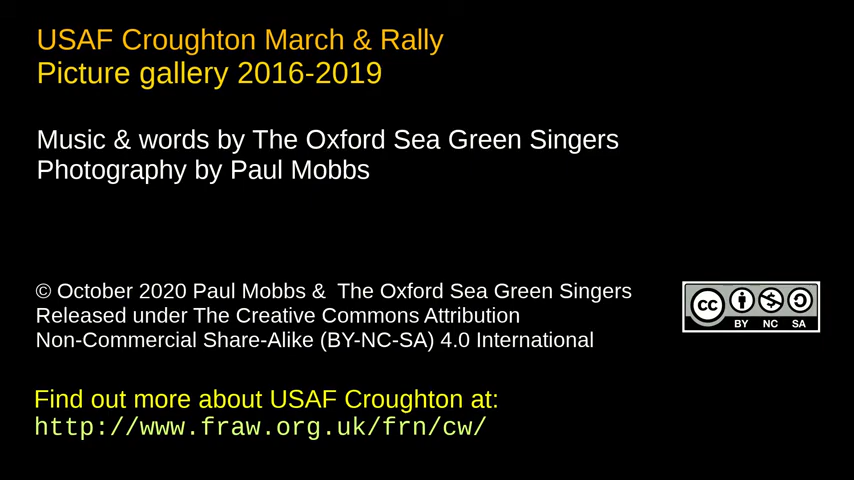 USAF Croughton March & Rally
Picture gallery 2016-2019
Music & words by The Oxford Sea Green Singers
Photography by Paul Mobbs
© October 2020 Paul Mobbs & The Oxford Sea Green Singers
Released under The Creative Commons Attribution
Non-Commercial Share-Alike (BY-NC-SA) 4.0 International
cc
BY NC SA
Find out more about USAF Croughton at:
http://www.fraw.org.uk/frn/cw/